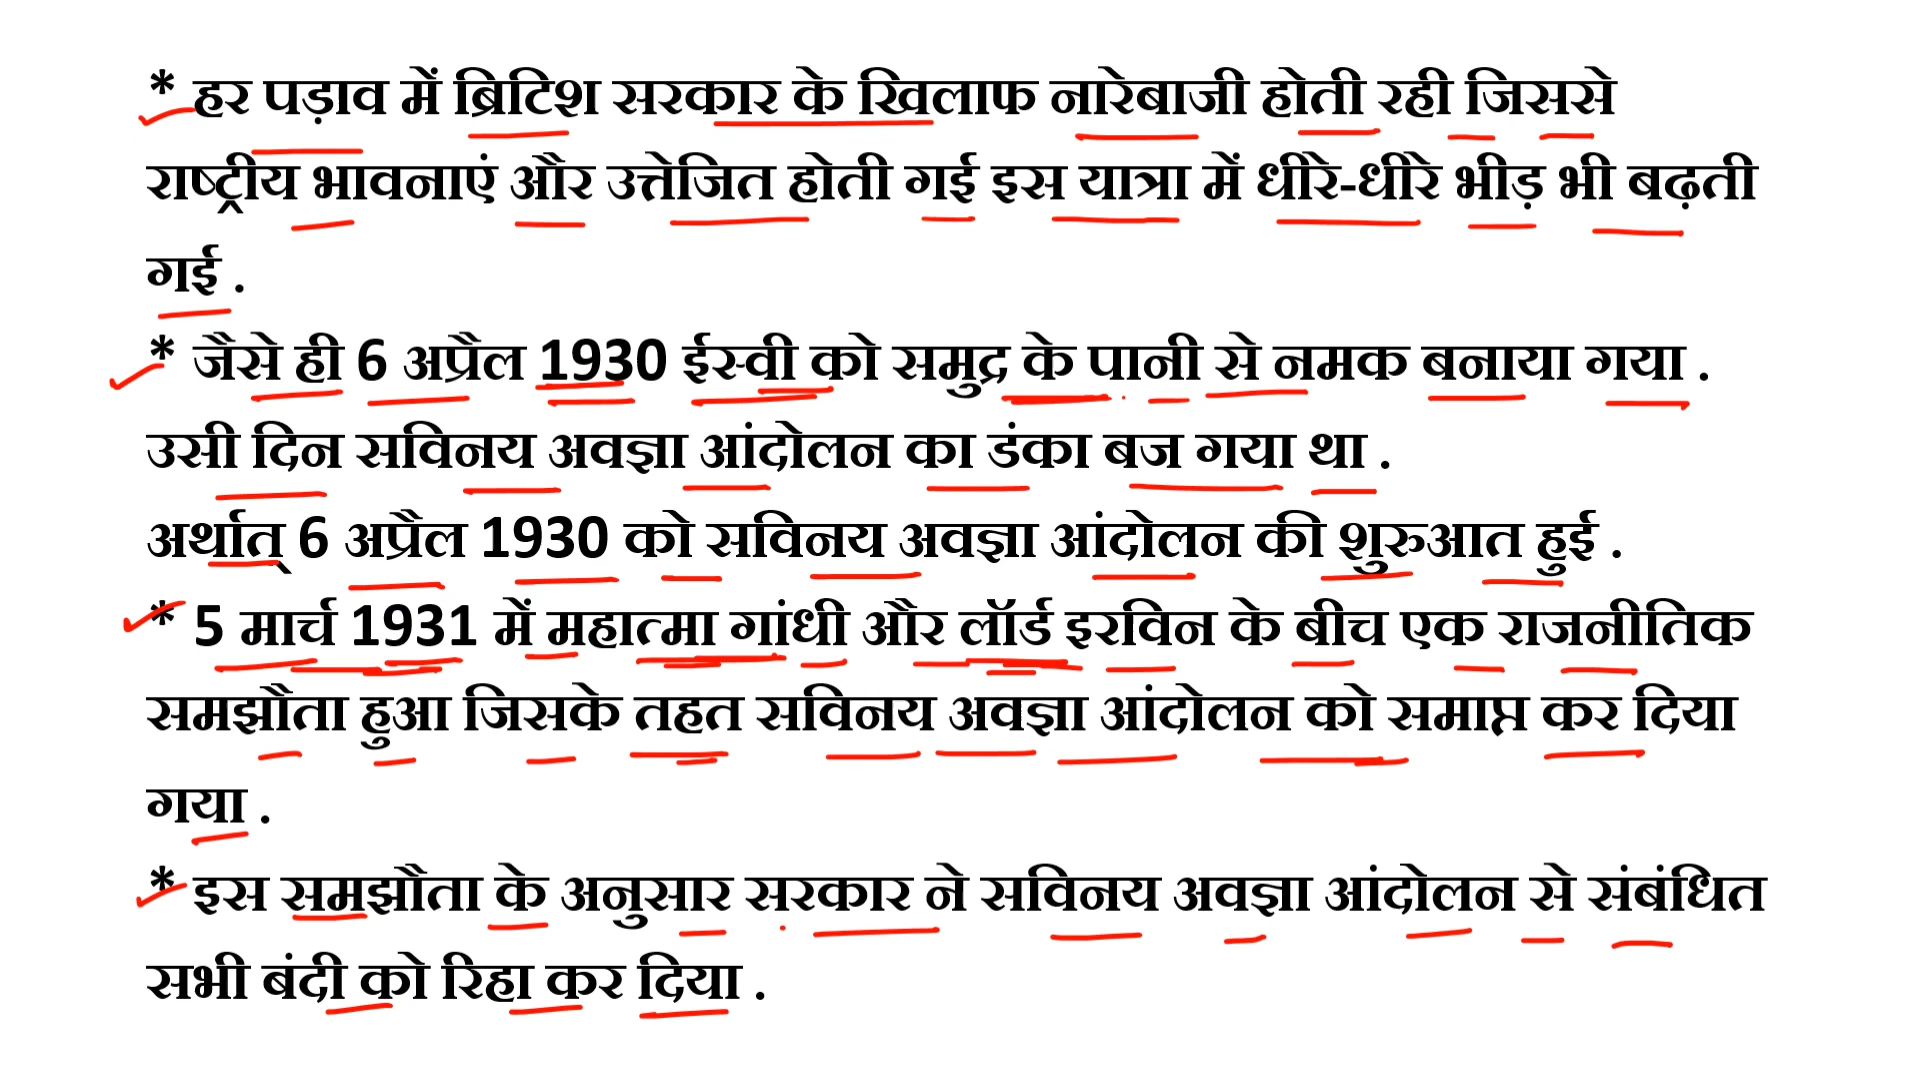 * हर पड़ाव में ब्रिटिश सरकार के खिलाफ नारेबाजी होती रही जिससे
राष्ट्रीय भावनाएं और उत्तेजित होती गई इस यात्रा में धीरे-धीरे भीड़ भी बढ़ती
गई .
* जैसे ही 6 अप्रैल 1930 ईस्वी को समुद्र के पानी से नमक बनाया गया .
उसी दिन सविनय अवज्ञा आंदोलन का डंका बज गया था .
अर्थात् 6 अप्रैल 1930 को सविनय अवज्ञा आंदोलन की शुरुआत हुई .
* 5 मार्च 1931 में महात्मा गांधी और लॉर्ड इरविन के बीच एक राजनीतिक
समझौता हुआ जिसके तहत सविनय अवज्ञा आंदोलन को समाप्त कर दिया
गया .
* इस समझौता के अनुसार सरकार ने सविनय अवज्ञा आंदोलन से संबंधित
सभी बंदी को रिहा कर दिया .